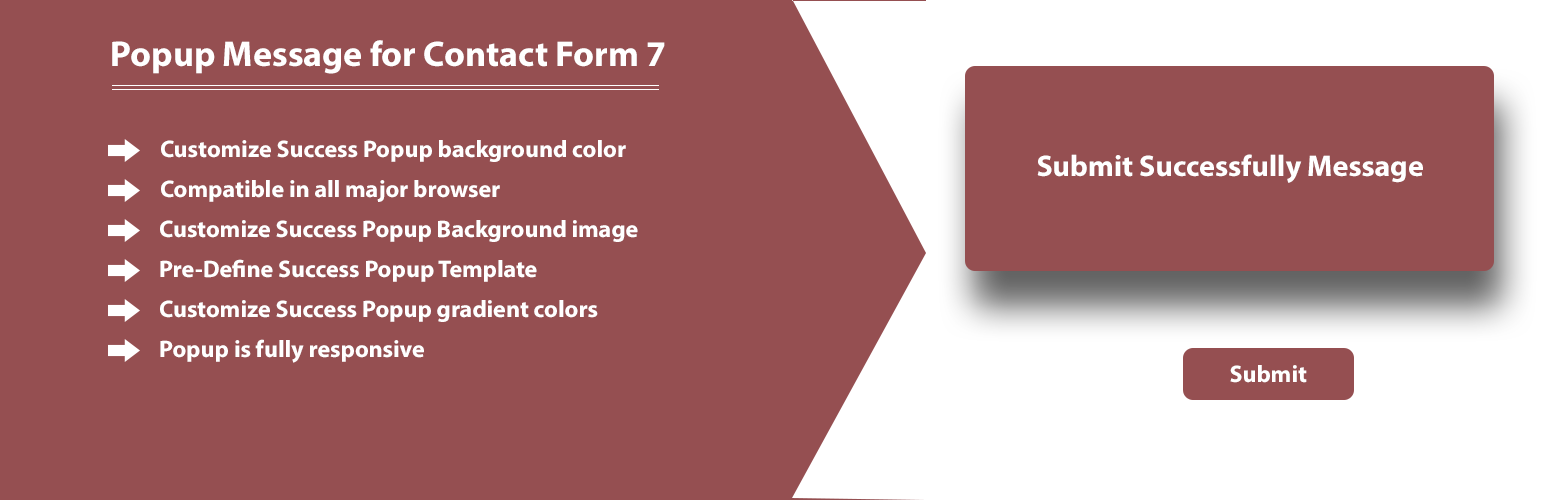 Popup Message for Contact Form 7
Customize Success Popup background color
Compatible in all major browser
Customize Success Popup Background image
Pre-Define Success Popup Template
Customize Success Popup gradient colors
Popup is fully responsive
Submit Successfully Message
Submit